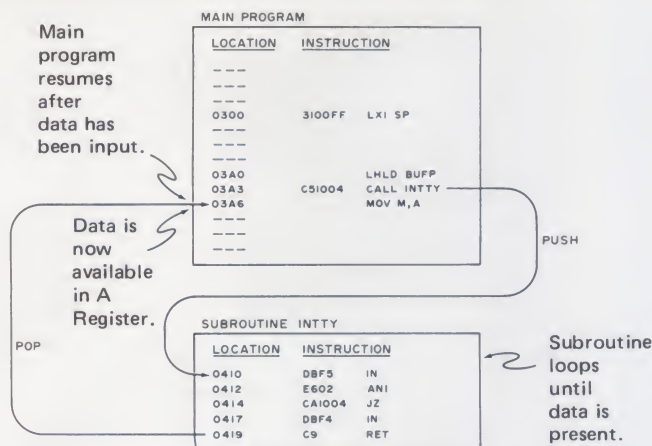 MAIN PROGRAM
Main
program
resumes
after
data has
been input.
LOCATION INSTRUCTION
0300 3100FF LXI SP
03A0 LHLD BUFP
03A3 C51004 CALL INTTY
03A6 MOV M,A
Data is
now
available
in A
Register.
PUSH
POP
SUBROUTINE INTTY
LOCATION INSTRUCTION
0410 DBF5 IN
0412 E602 ANI
0414 CA1004 JZ
0417 DBF4 IN
0419 C9 RET
Subroutine
loops
until
data is
present.